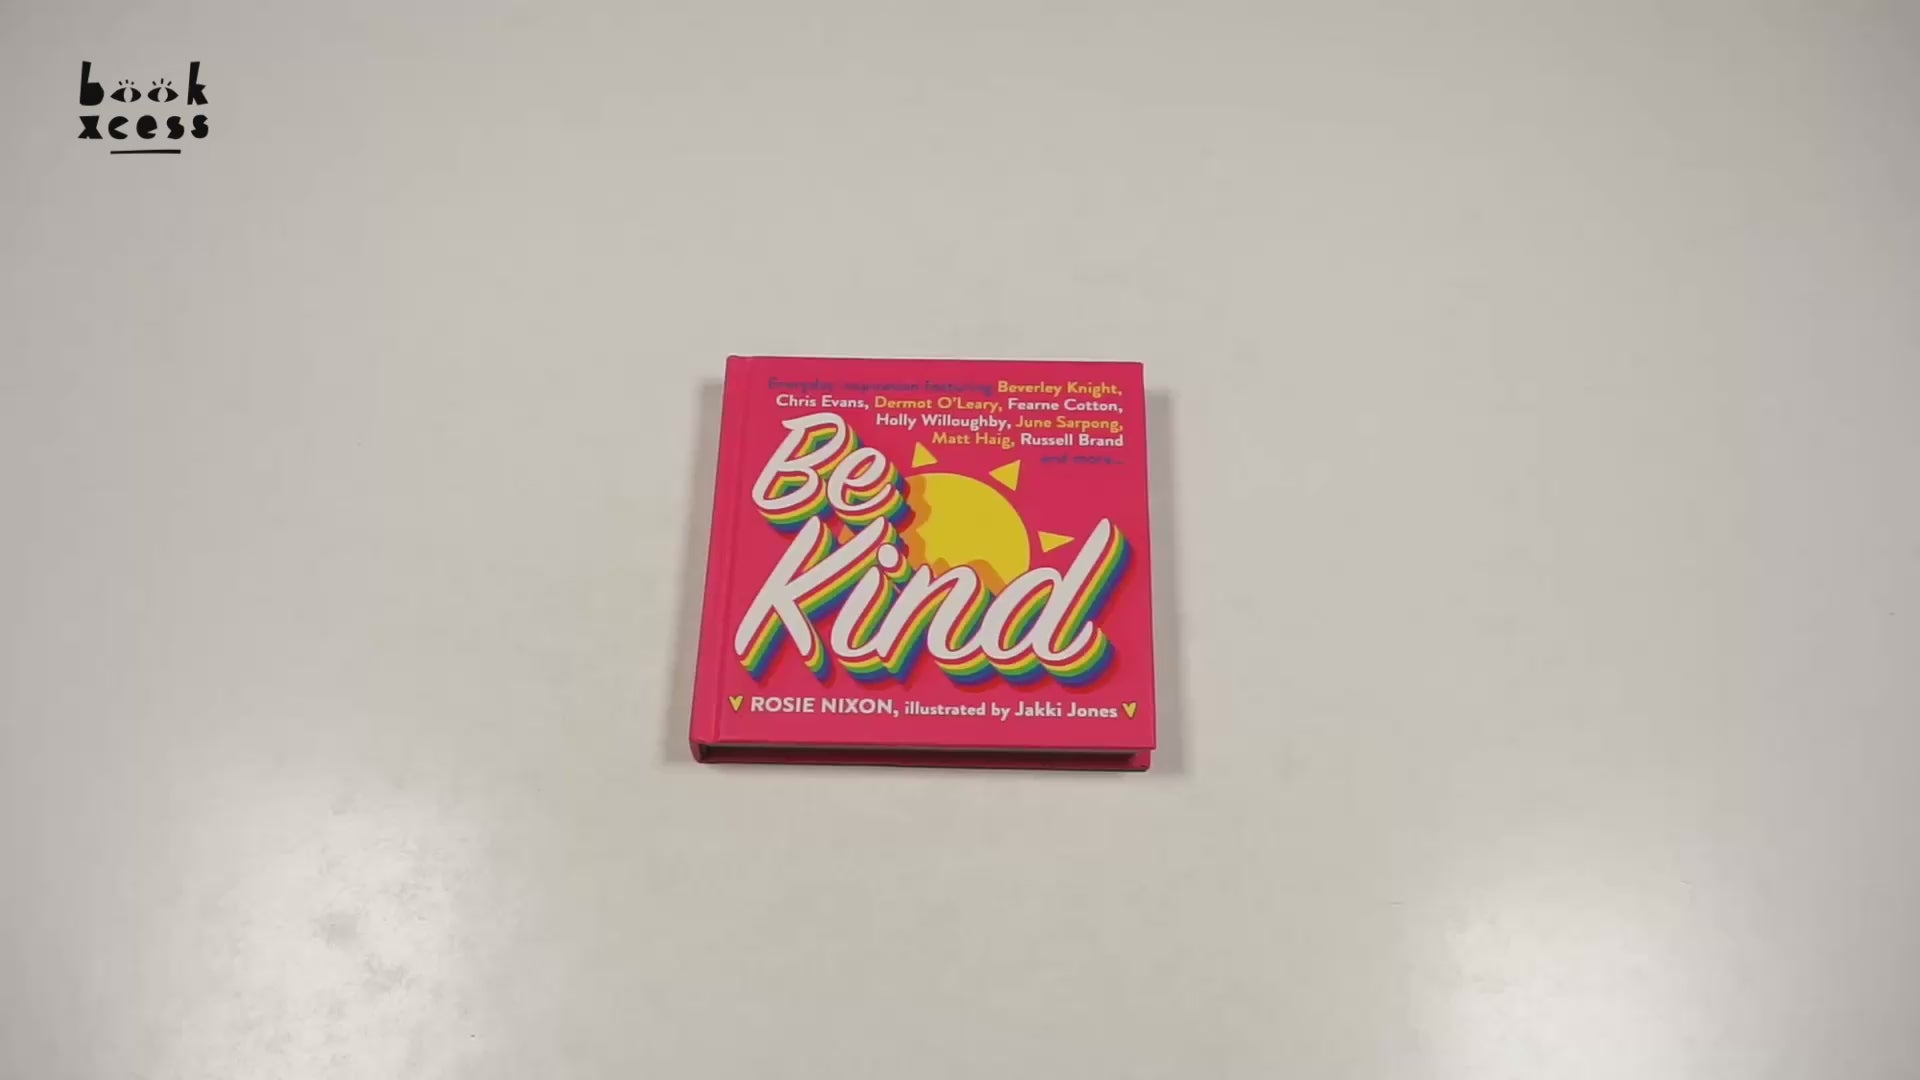 book
xcess
Everyday inspiration featuring Beverley Knight,
Chris Evans, Dermot O'Leary, Fearne Cotton,
Holly Willoughby, June Sarpong,
Matt Haig, Russell Brand
and more...
Be
Kind
ROSIE NIXON, illustrated by Jakki Jones